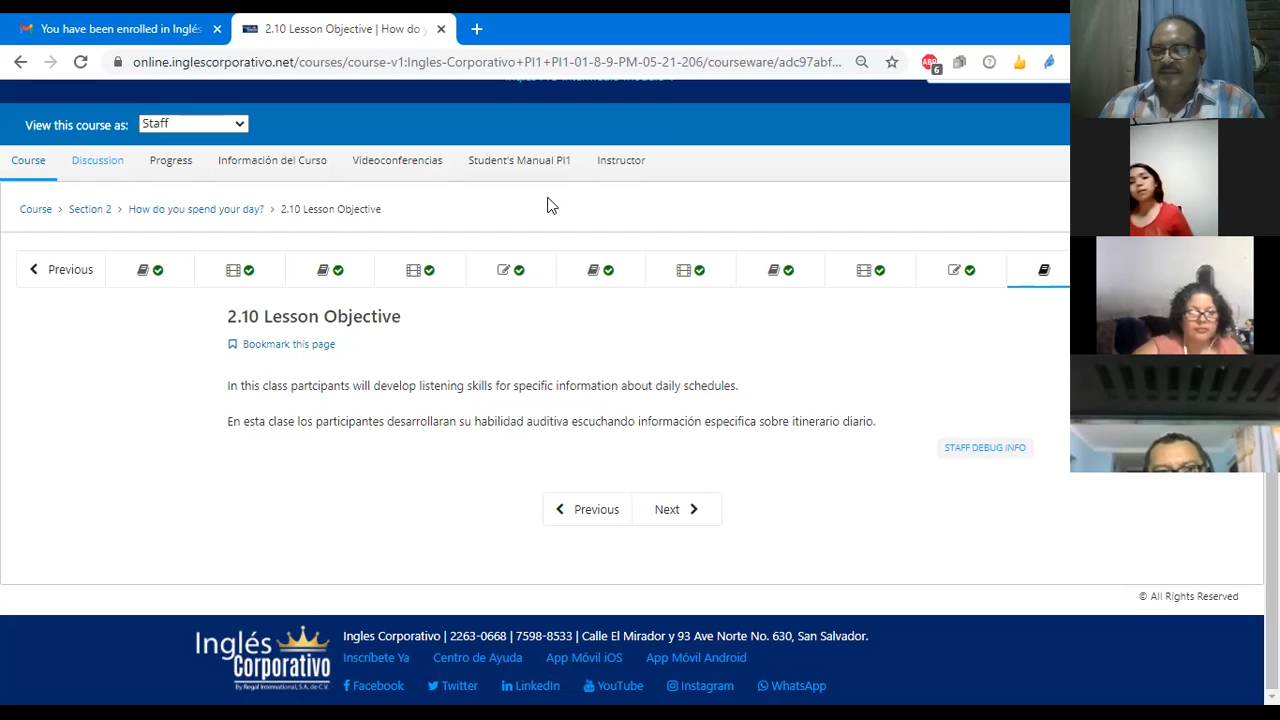 You have been enrolled in Inglés
2.10 Lesson Objective | How do y
online.inglescorporativo.net/courses/course-v1:Ingles-Corporativo+PI1+PI1-01-8-9-PM-05-21-206/courseware/adc97abf...
6
View this course as:
Staff
Course
Discussion
Progress
Información del Curso
Videoconferencias
Student's Manual PI1
Instructor
Course > Section 2 > How do you spend your day? > 2.10 Lesson Objective
Previous
2.10 Lesson Objective
Bookmark this page
In this class partcipants will develop listening skills for specific information about daily schedules.
En esta clase los participantes desarrollaran su habilidad auditiva escuchando información especifica sobre itinerario diario.
STAFF DEBUG INFO
Previous
Next
© All Rights Reserved
Inglés
Corporativo
By Regal International, S.A. de C.V.
Ingles Corporativo | 2263-0668 | 7598-8533 | Calle El Mirador y 93 Ave Norte No. 630, San Salvador.
Inscríbete Ya
Centro de Ayuda
App Móvil iOS
App Móvil Android
Facebook
Twitter
LinkedIn
YouTube
Instagram
WhatsApp